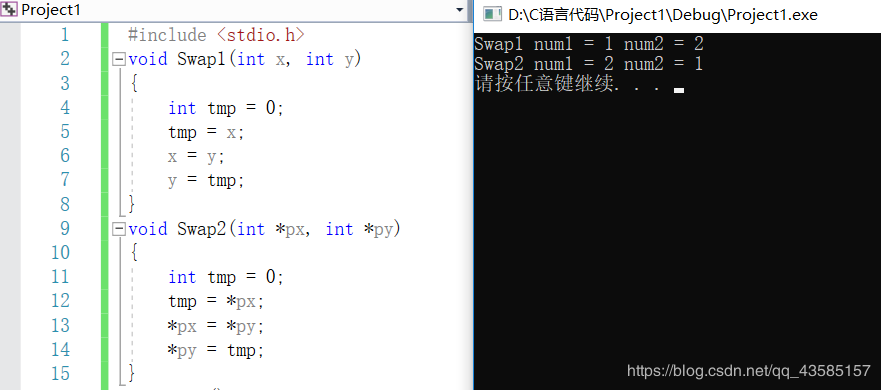 Project1
1 #include <stdio.h>
2 void Swap1(int x, int y)
3 {
4 int tmp = 0;
5 tmp = x;
6 x = y;
7 y = tmp;
8 }
9 void Swap2(int *px, int *py)
10 {
11 int tmp = 0;
12 tmp = *px;
13 *px = *py;
14 *py = tmp;
15 }
D:\C语言代码\Project1\Debug\Project1.exe
Swap1 num1 = 1 num2 = 2
Swap2 num1 = 2 num2 = 1
请按任意键继续. . .
https://blog.csdn.net/qq_43585157